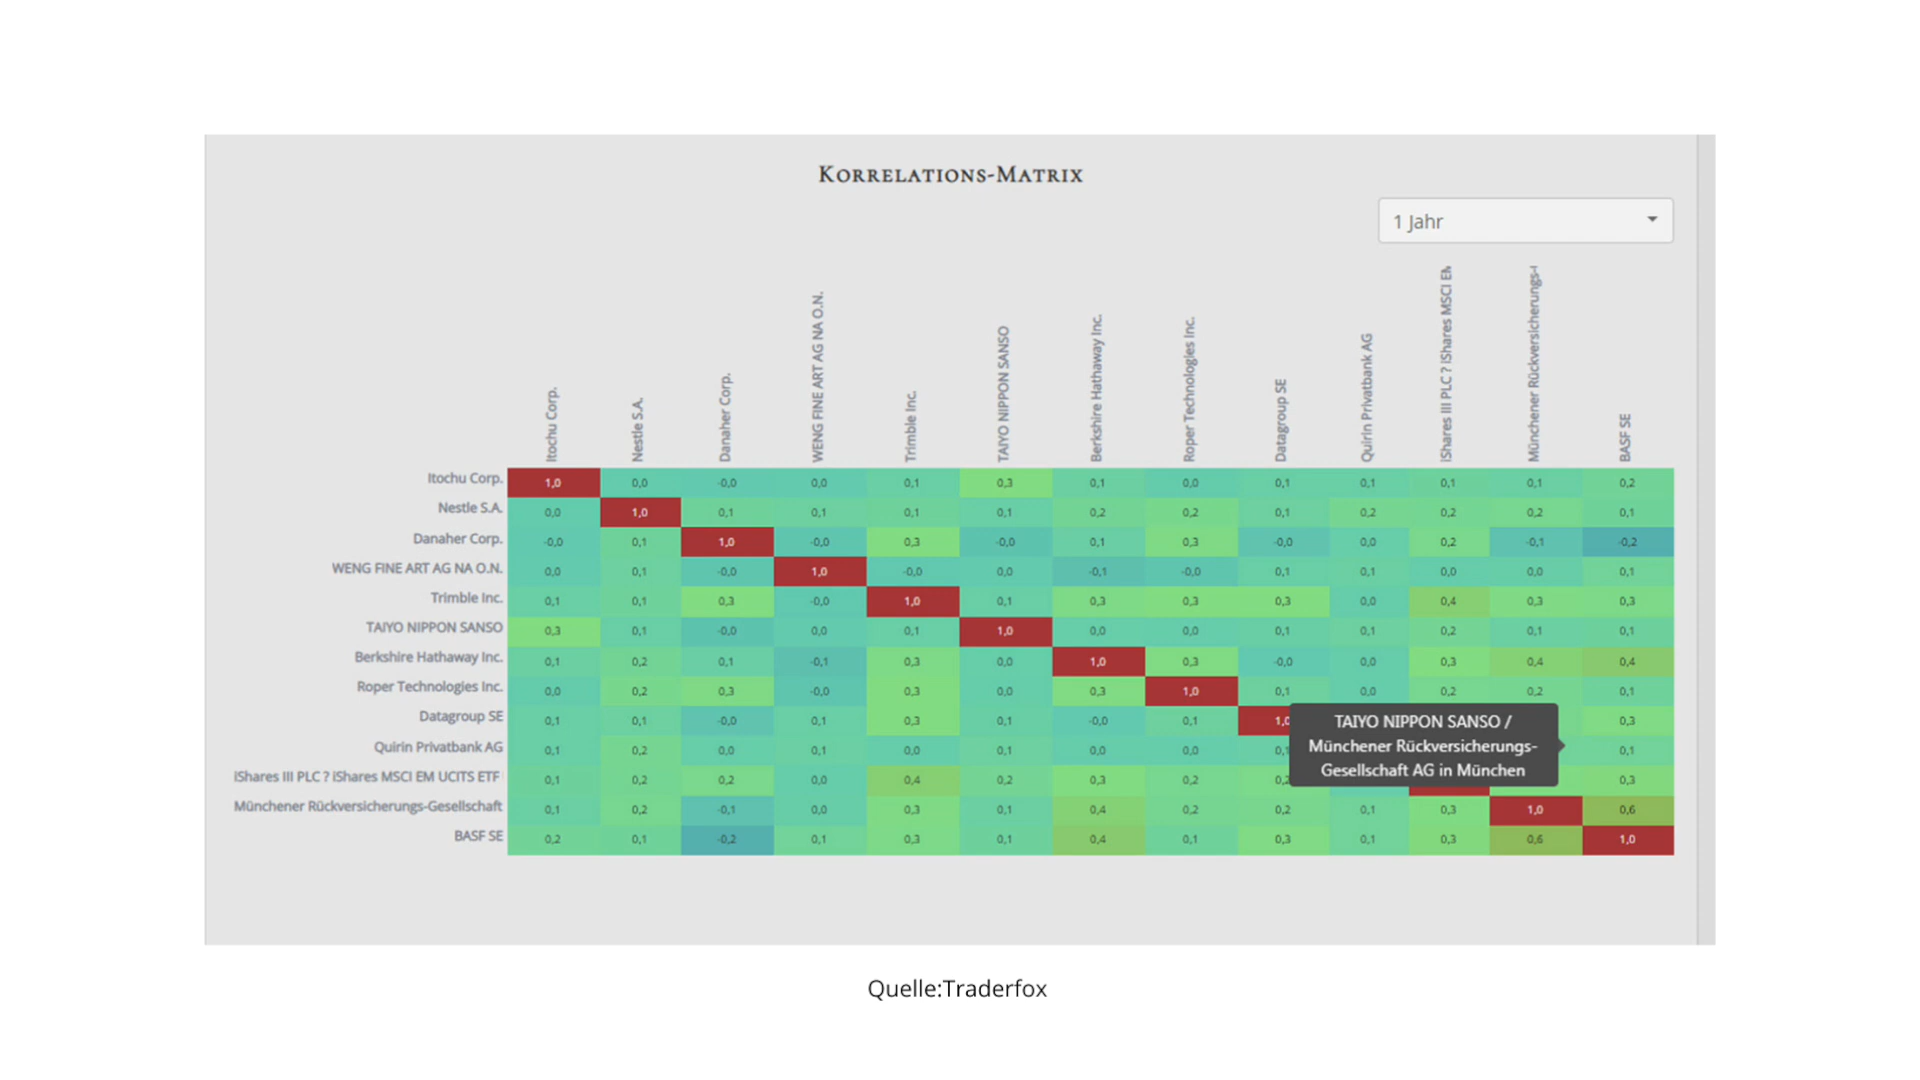 Korrelations-Matrix
1 Jahr
Itochu Corp.
Nestle S.A.
Danaher Corp.
WENG FINE ART AG NA O.N.
Trimble Inc.
TAIYO NIPPON SANSO
Berkshire Hathaway Inc.
Roper Technologies Inc.
Datagroup SE
Quirin Privatbank AG
iShares III PLC ? iShares MSCI EM
Münchener Rückversicherungs-
BASF SE
Itochu Corp. 1,0 0,0 -0,0 0,0 0,1 0,3 0,1 0,0 0,1 0,1 0,1 0,1 0,2
Nestle S.A. 0,0 1,0 0,1 0,1 0,1 0,1 0,2 0,2 0,1 0,2 0,2 0,2 0,1
Danaher Corp. -0,0 0,1 1,0 -0,0 0,3 -0,0 0,1 0,3 -0,0 0,0 0,2 -0,1 -0,2
WENG FINE ART AG NA O.N. 0,0 0,1 -0,0 1,0 -0,0 0,0 -0,1 -0,0 0,1 0,1 0,0 0,0 0,1
Trimble Inc. 0,1 0,1 0,3 -0,0 1,0 0,1 0,3 0,3 0,3 0,0 0,4 0,3 0,3
TAIYO NIPPON SANSO 0,3 0,1 -0,0 0,0 0,1 1,0 0,0 0,0 0,1 0,1 0,2 0,1 0,1
Berkshire Hathaway Inc. 0,1 0,2 0,1 -0,1 0,3 0,0 1,0 0,3 -0,0 0,0 0,3 0,4 0,4
Roper Technologies Inc. 0,0 0,2 0,3 -0,0 0,3 0,0 0,3 1,0 0,1 0,0 0,2 0,2 0,1
Datagroup SE 0,1 0,1 -0,0 0,1 0,3 0,1 -0,0 0,1 1,0 0,3
Quirin Privatbank AG 0,1 0,2 0,0 0,1 0,0 0,1 0,0 0,0 0,1 0,1
iShares III PLC ? iShares MSCI EM UCITS ETF 0,1 0,2 0,2 0,0 0,4 0,2 0,3 0,2 0,2 0,3
Münchener Rückversicherungs-Gesellschaft 0,1 0,2 -0,1 0,0 0,3 0,1 0,4 0,2 0,2 0,1 0,3 1,0 0,6
BASF SE 0,2 0,1 -0,2 0,1 0,3 0,1 0,4 0,1 0,3 0,1 0,3 0,6 1,0
TAIYO NIPPON SANSO /
Münchener Rückversicherungs-
Gesellschaft AG in München
Quelle:Traderfox